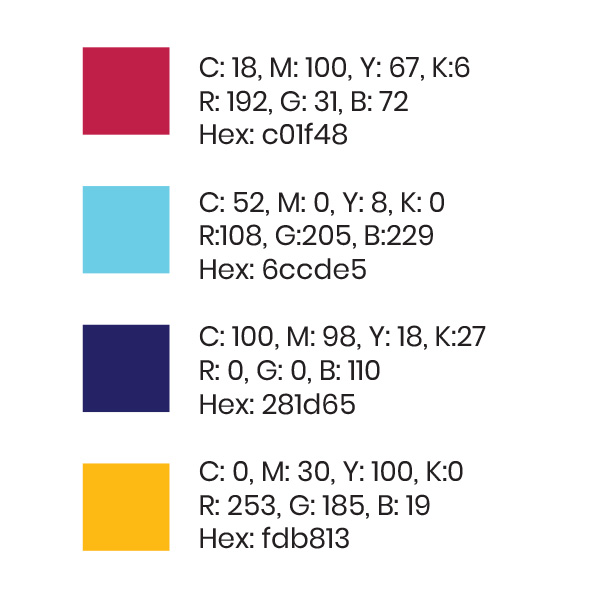 C: 18, M: 100, Y: 67, K:6
R: 192, G: 31, B: 72
Hex: c01f48
C: 52, M: 0, Y: 8, K: 0
R:108, G:205, B:229
Hex: 6ccde5
C: 100, M: 98, Y: 18, K:27
R: 0, G: 0, B: 110
Hex: 281d65
C: 0, M: 30, Y: 100, K:0
R: 253, G: 185, B: 19
Hex: fdb813